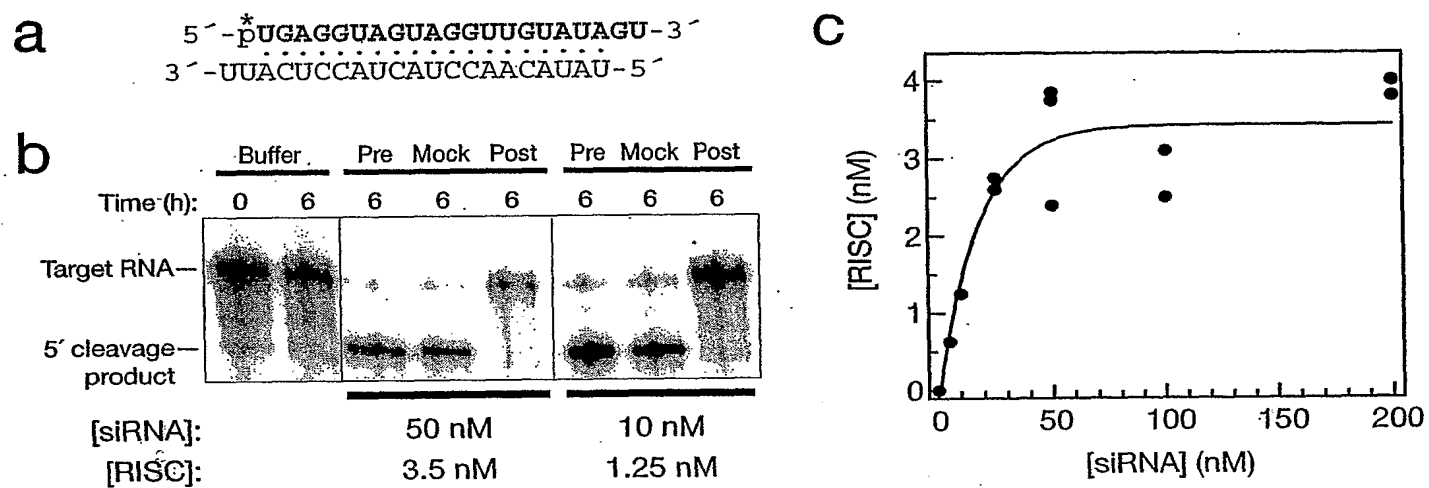 a
5´-p*UGAGGUAGUAGGUUGUAUAGU-3´
3´-UUACUCCAUCAUCCAACAUAU-5´
b
Buffer Pre Mock Post Pre Mock Post
Time (h): 0 6 6 6 6 6 6 6
Target RNA
5´ cleavage
product
[siRNA]: 50 nM 10 nM
[RISC]: 3.5 nM 1.25 nM
c
[RISC] (nM)
4
3
2
1
0
0 50 100 150 200
[siRNA] (nM)